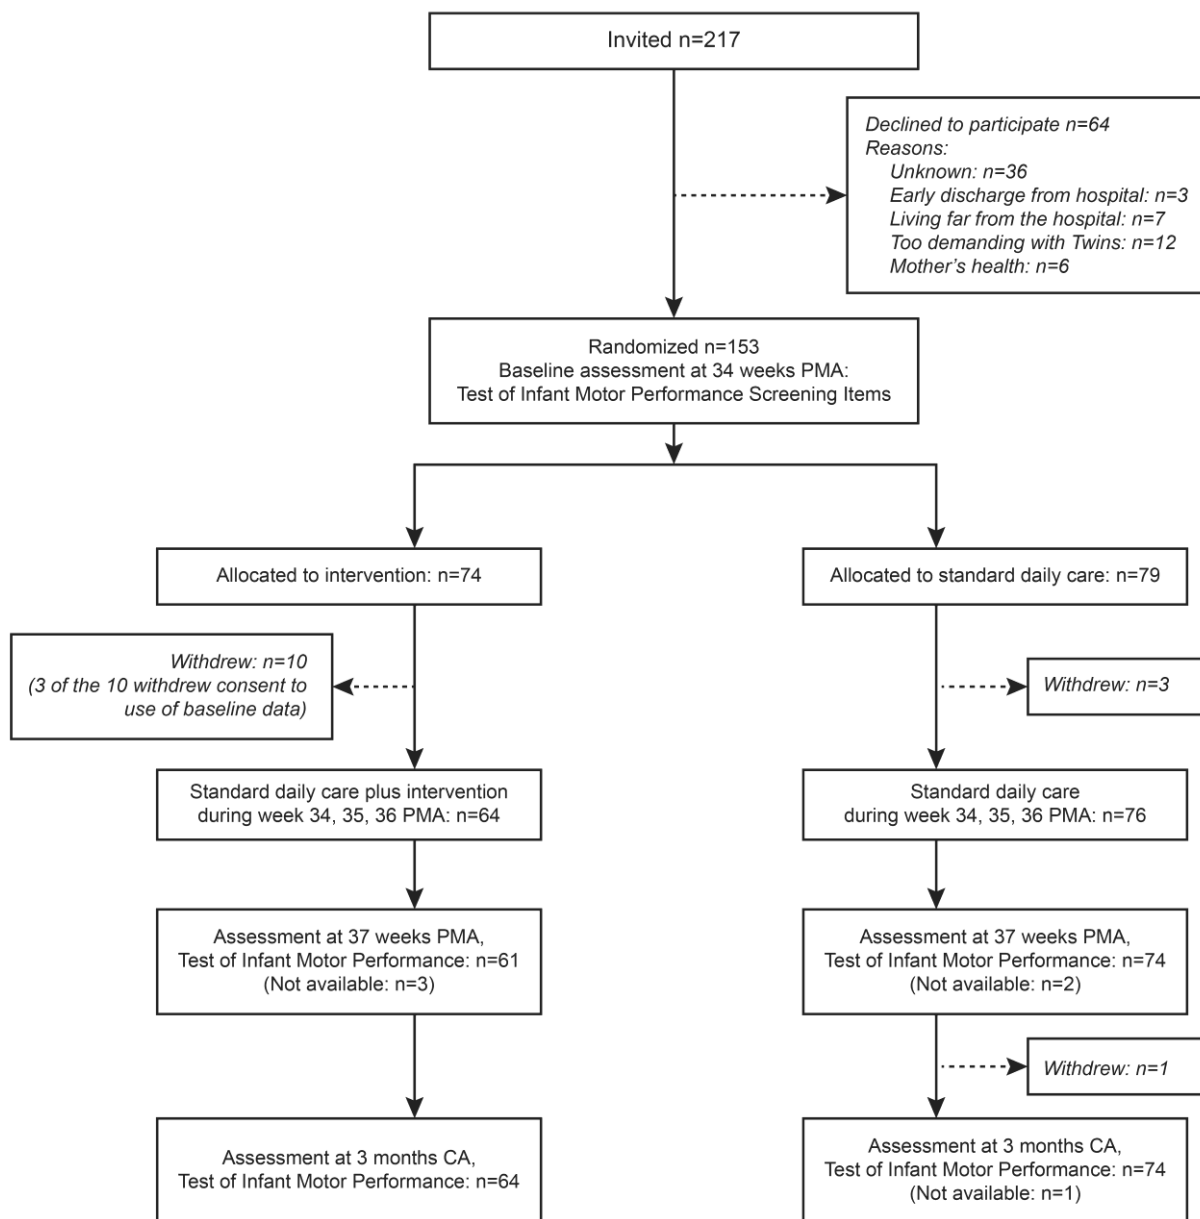 Invited n=217
Declined to participate n=64
Reasons:
Unknown: n=36
Early discharge from hospital: n=3
Living far from the hospital: n=7
Too demanding with Twins: n=12
Mother’s health: n=6
Randomized n=153
Baseline assessment at 34 weeks PMA:
Test of Infant Motor Performance Screening Items
Allocated to intervention: n=74
Allocated to standard daily care: n=79
Withdrew: n=10
(3 of the 10 withdrew consent to
use of baseline data)
Withdrew: n=3
Standard daily care plus intervention
during week 34, 35, 36 PMA: n=64
Standard daily care
during week 34, 35, 36 PMA: n=76
Assessment at 37 weeks PMA,
Test of Infant Motor Performance: n=61
(Not available: n=3)
Assessment at 37 weeks PMA,
Test of Infant Motor Performance: n=74
(Not available: n=2)
Withdrew: n=1
Assessment at 3 months CA,
Test of Infant Motor Performance: n=64
Assessment at 3 months CA,
Test of Infant Motor Performance: n=74
(Not available: n=1)